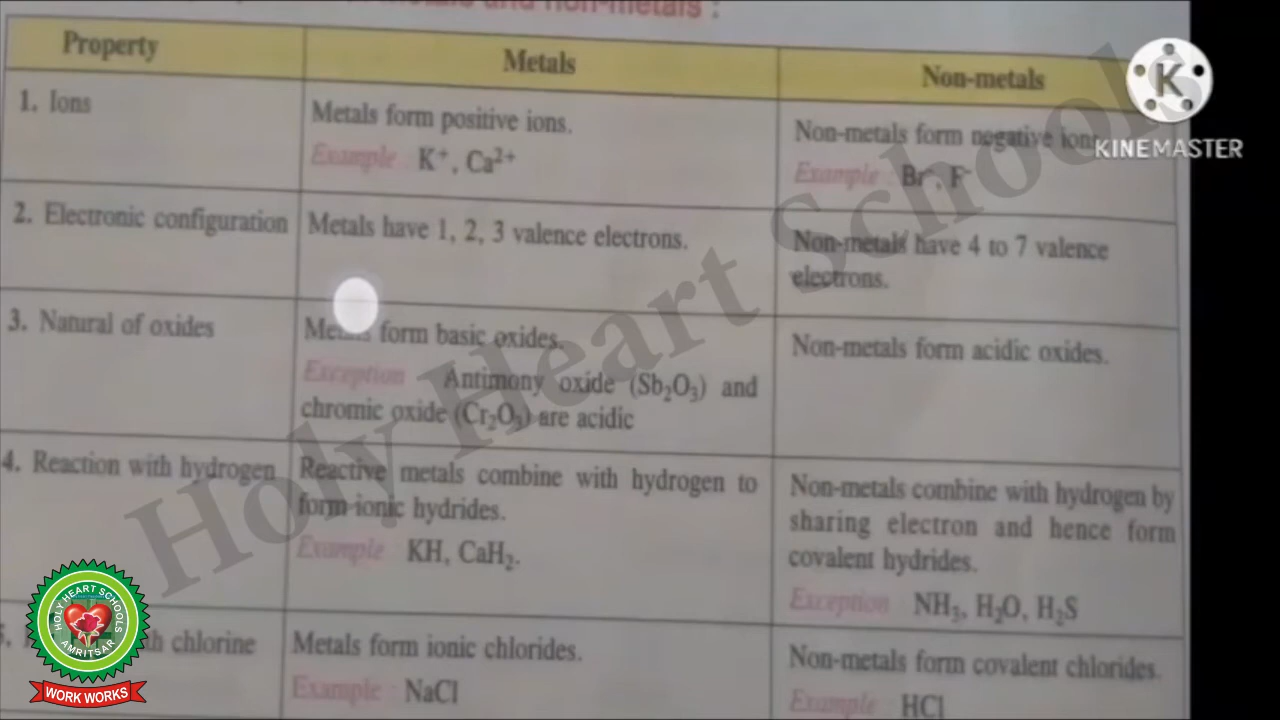 metals and non-metals :
Property
Metals
Non-metals
1. Ions
Metals form positive ions.
Example : K⁺, Ca²⁺
Non-metals form negative ions.
Example : Br⁻, F⁻
2. Electronic configuration
Metals have 1, 2, 3 valence electrons.
Non-metals have 4 to 7 valence
electrons.
3. Natural of oxides
Metals form basic oxides.
Exception Antimony oxide (Sb₂O₃) and
chromic oxide (Cr₂O₃) are acidic
Non-metals form acidic oxides.
4. Reaction with hydrogen
Reactive metals combine with hydrogen to
form ionic hydrides.
Example : KH, CaH₂.
Non-metals combine with hydrogen by
sharing electron and hence form
covalent hydrides.
Exception : NH₃, H₂O, H₂S
5. with chlorine
Metals form ionic chlorides.
Example : NaCl
Non-metals form covalent chlorides.
Example : HCl
Holy Heart Schools
K
KINEMASTER
HOLY HEART SCHOOLS
AMRITSAR
WORK WORKS